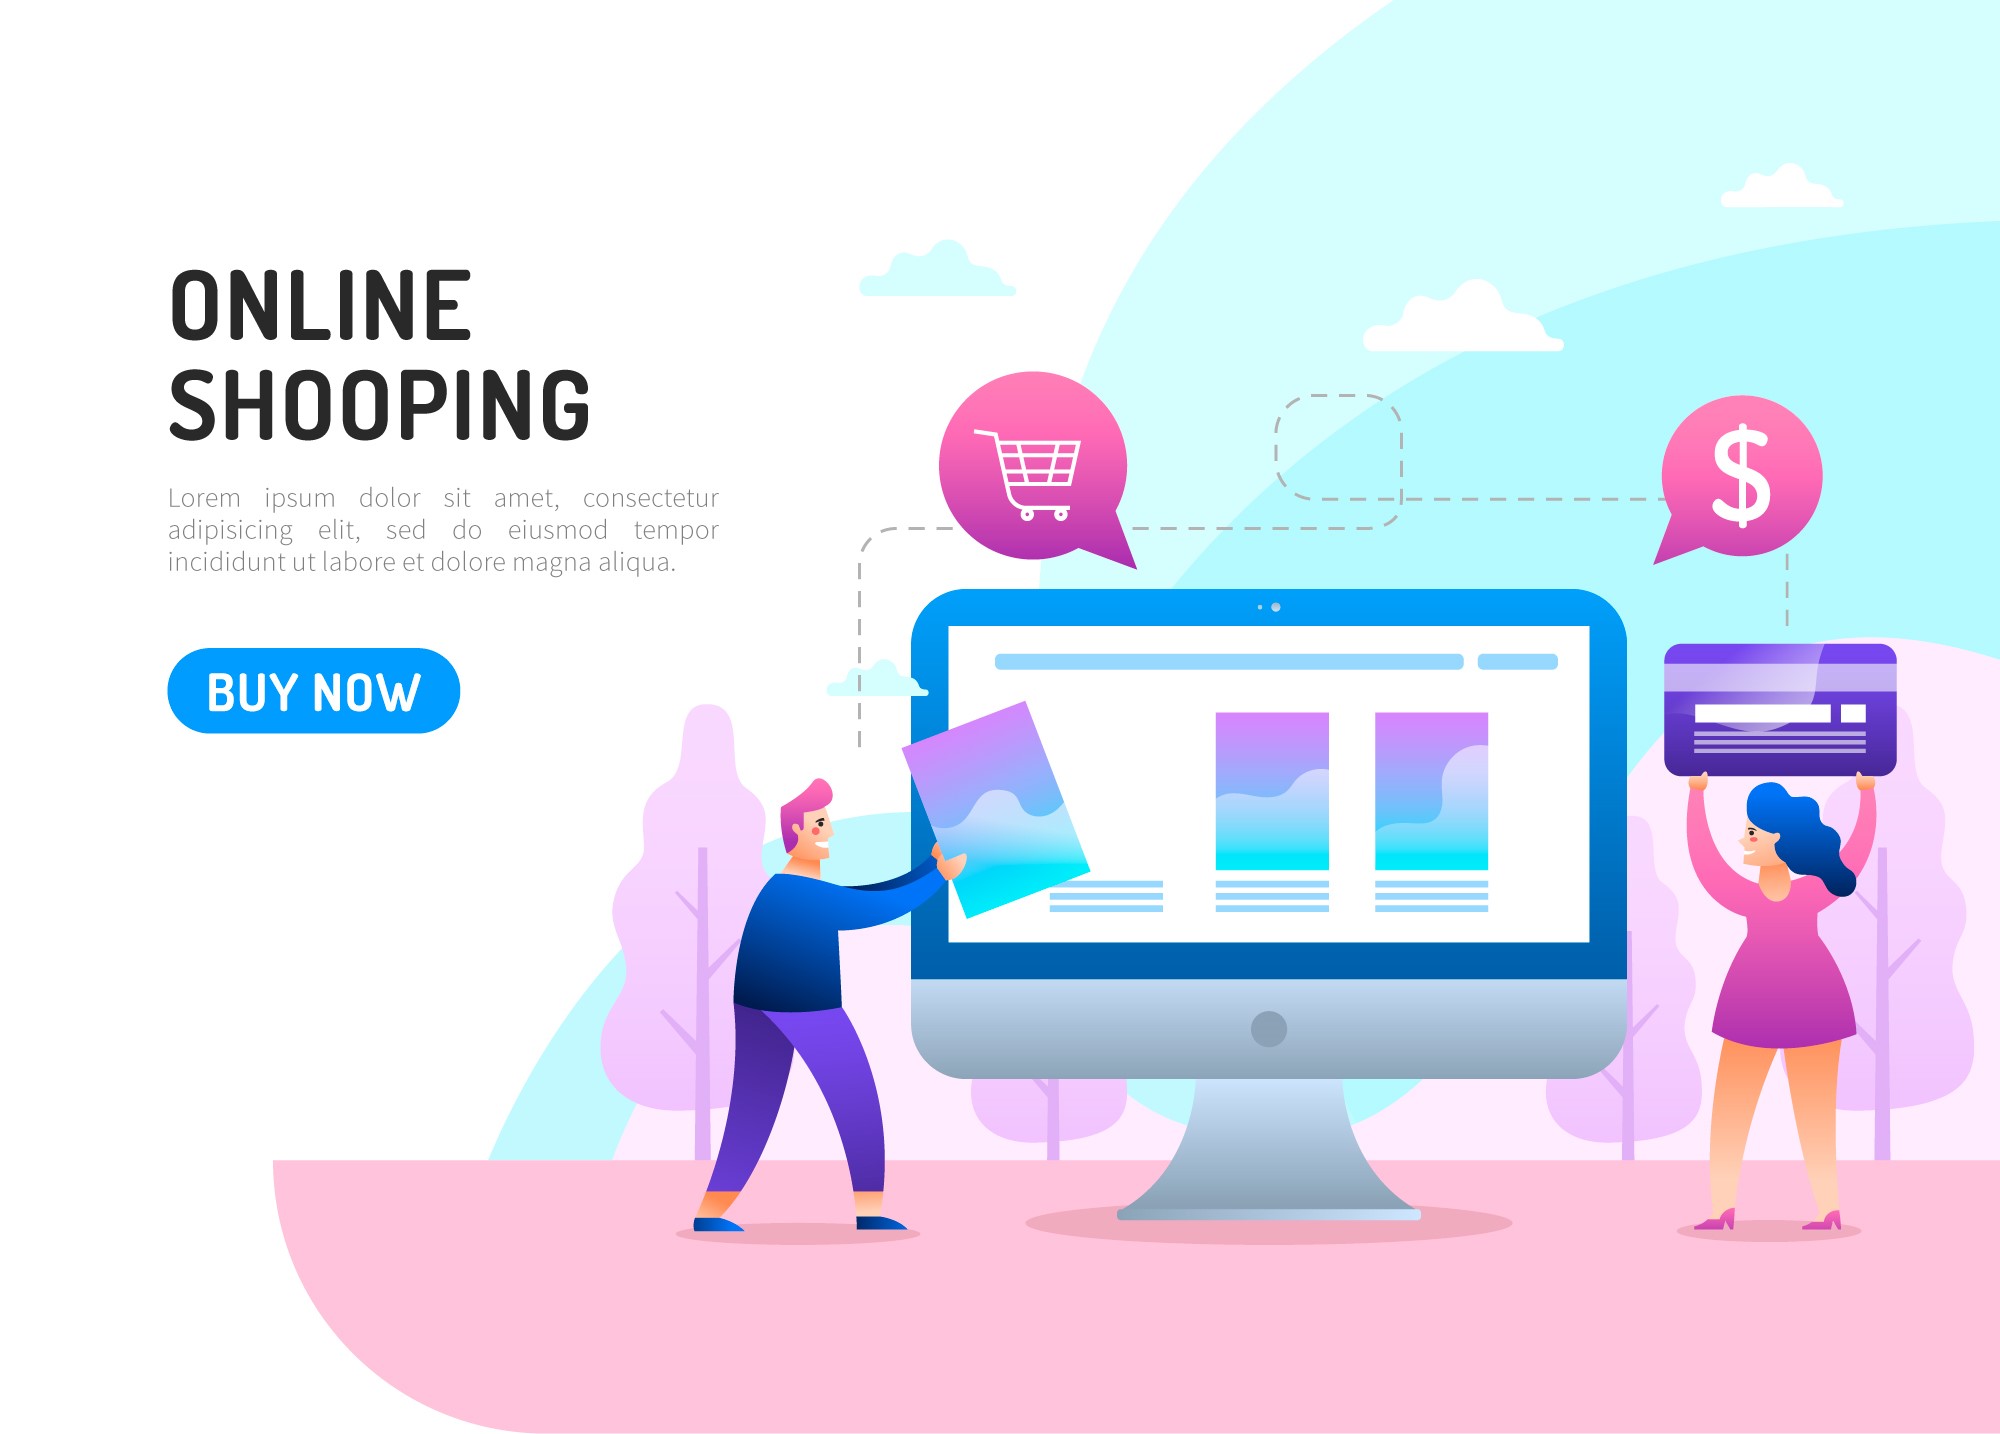 ONLINE
SHOOPING
Lorem ipsum dolor sit amet, consectetur
adipisicing elit, sed do eiusmod tempor
incididunt ut labore et dolore magna aliqua.
BUY NOW
$